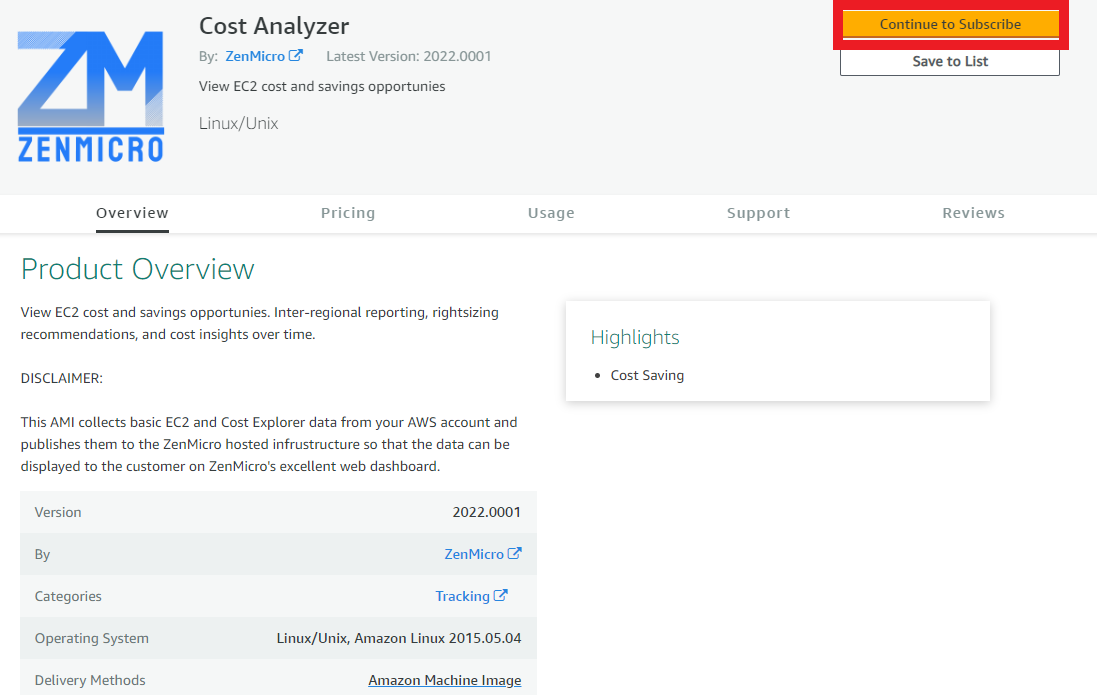 ZM
ZENMICRO
Cost Analyzer
By: ZenMicro Latest Version: 2022.0001
View EC2 cost and savings opportunies
Linux/Unix
Continue to Subscribe
Save to List
Overview Pricing Usage Support Reviews
Product Overview
View EC2 cost and savings opportunies. Inter-regional reporting, rightsizing
recommendations, and cost insights over time.
DISCLAIMER:
This AMI collects basic EC2 and Cost Explorer data from your AWS account and
publishes them to the ZenMicro hosted infrustructure so that the data can be
displayed to the customer on ZenMicro's excellent web dashboard.
Version 2022.0001
By ZenMicro
Categories Tracking
Operating System Linux/Unix, Amazon Linux 2015.05.04
Delivery Methods Amazon Machine Image
Highlights
• Cost Saving